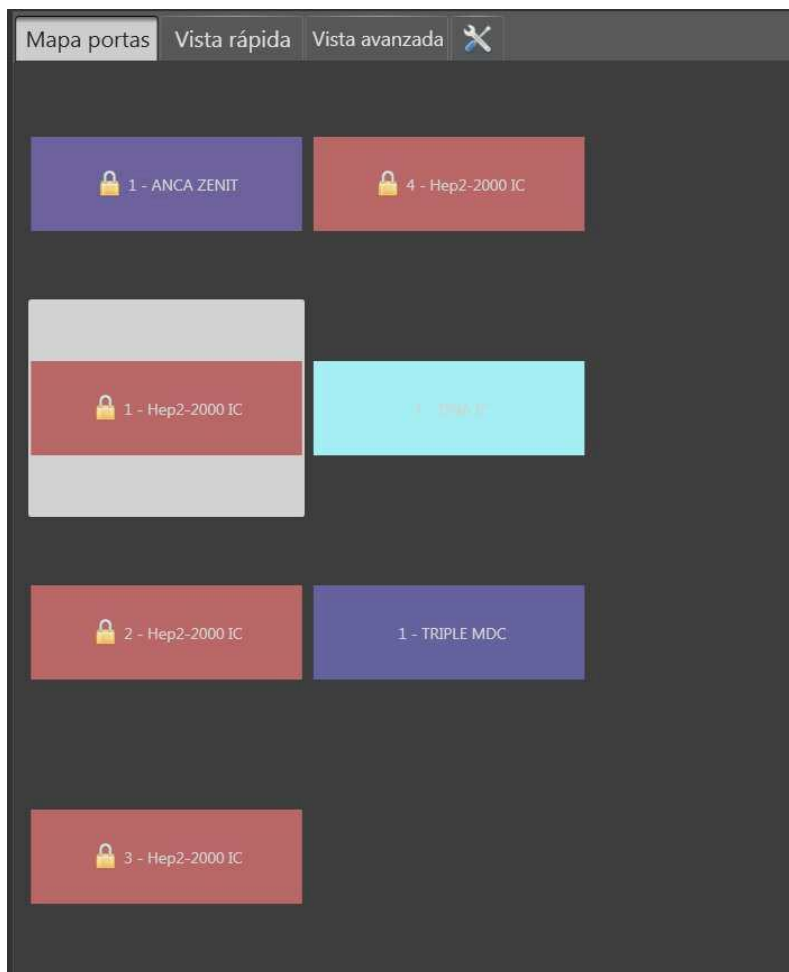 Mapa portas
Vista rápida
Vista avanzada
1 - ANCA ZENIT
4 - Hep2-2000 IC
1 - Hep2-2000 IC
2 - Hep2-2000 IC
1 - TRIPLE MDC
3 - Hep2-2000 IC